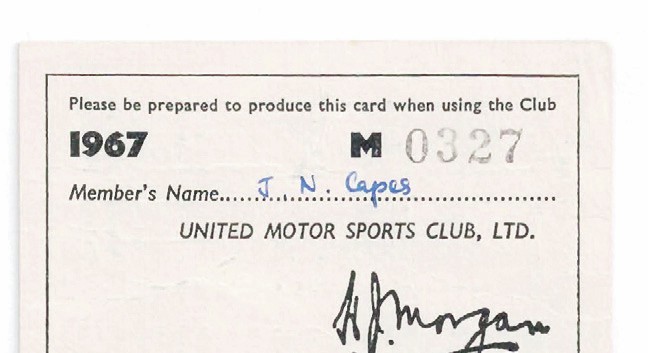 Please be prepared to produce this card when using the Club
1967 M 0327
Member's Name.....J. N. Capes..............................
UNITED MOTOR SPORTS CLUB, LTD.
H.J. Morgan